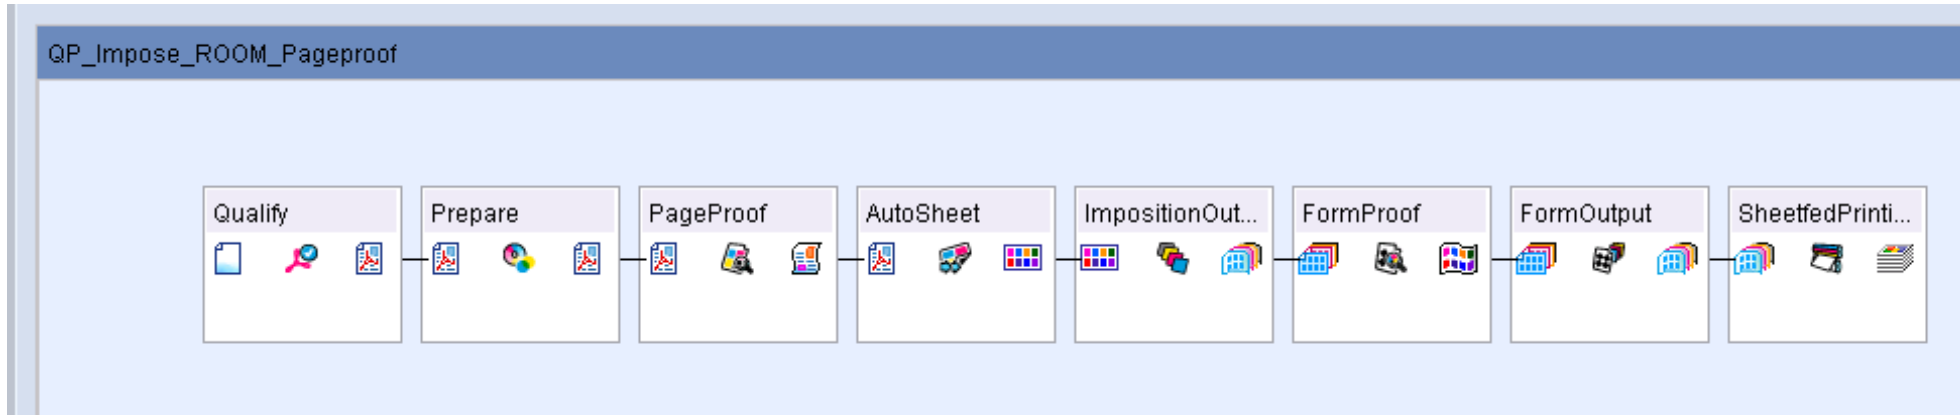 QP_Impose_ROOM_Pageproof
Qualify
Prepare
PageProof
AutoSheet
ImpositionOut...
FormProof
FormOutput
SheetfedPrinti...